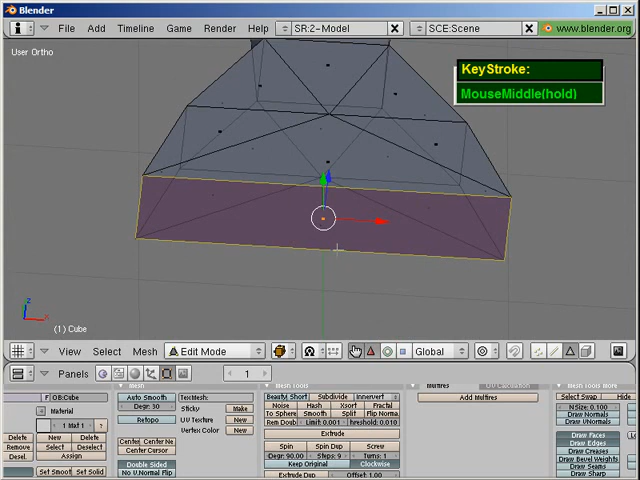 Blender
File Add Timeline Game Render Help SR:2-Model SCE:Scene www.blender.org
User Ortho
KeyStroke:
MouseMiddle(hold)
z
x
(1) Cube
View Select Mesh Edit Mode Global
Panels 1
F OB:Cube
Material
1 Mat 1 ?
Delete New Delete
Remove Select Deselect
Desel. Assign
Set Smoot Set Solid
Mesh
Auto Smooth
Degr: 30
Retopo
TexMesh:
Sticky Make
UV Texture New
Vertex Color New
Center Center Ne
Center Cursor
Double Sided
No V.Normal Flip
Mesh Tools
Beauty Short Subdivide Innervert
Noise Hash Xsort Fractal
To Sphere Smooth Split Flip Norma
Rem Doubl Limit: 0.001 threshold: 0.010
Extrude
Spin Spin Dup Screw
Degr: 90.00 Steps: 9 Turns: 1
Keep Original Clockwise
Extrude Dup Offset: 1.00
Multires UV Calculation
Add Multires
Mesh Tools More
Select Swap Hide
NSize: 0.100
Draw Normals
Draw VNormals
Draw Faces
Draw Edges
Draw Creases
Draw Bevel Weights
Draw Seams
Draw Sharp